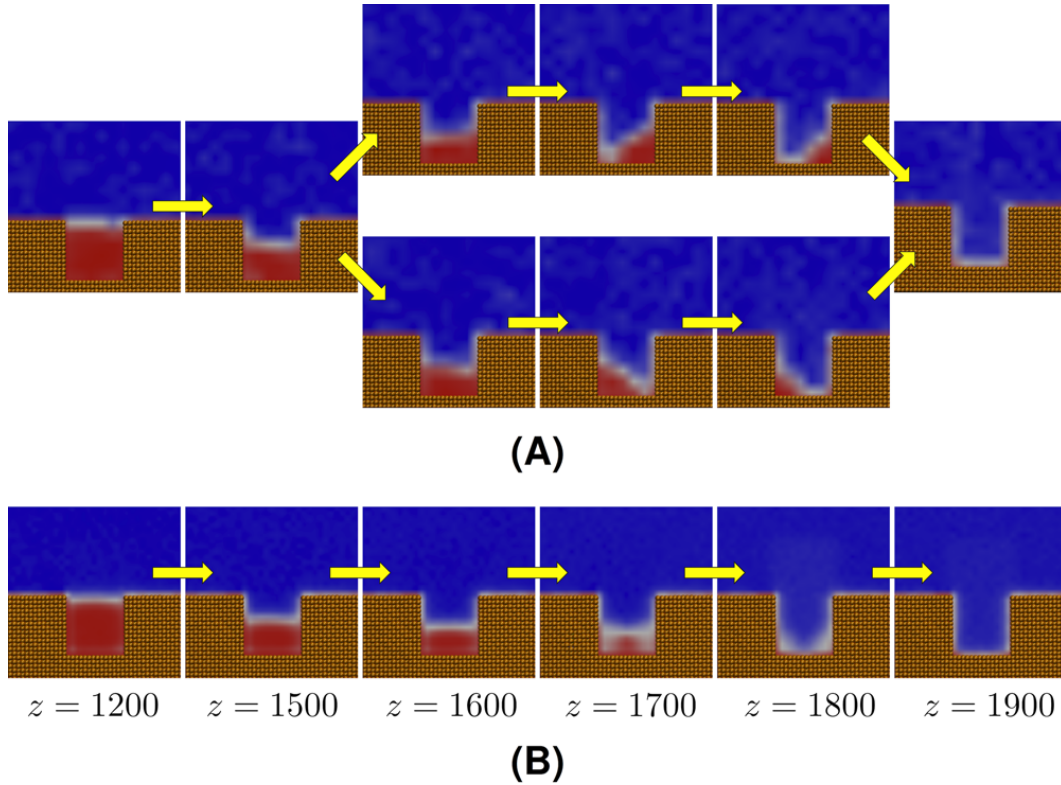 (A)
z = 1200 z = 1500 z = 1600 z = 1700 z = 1800 z = 1900
(B)